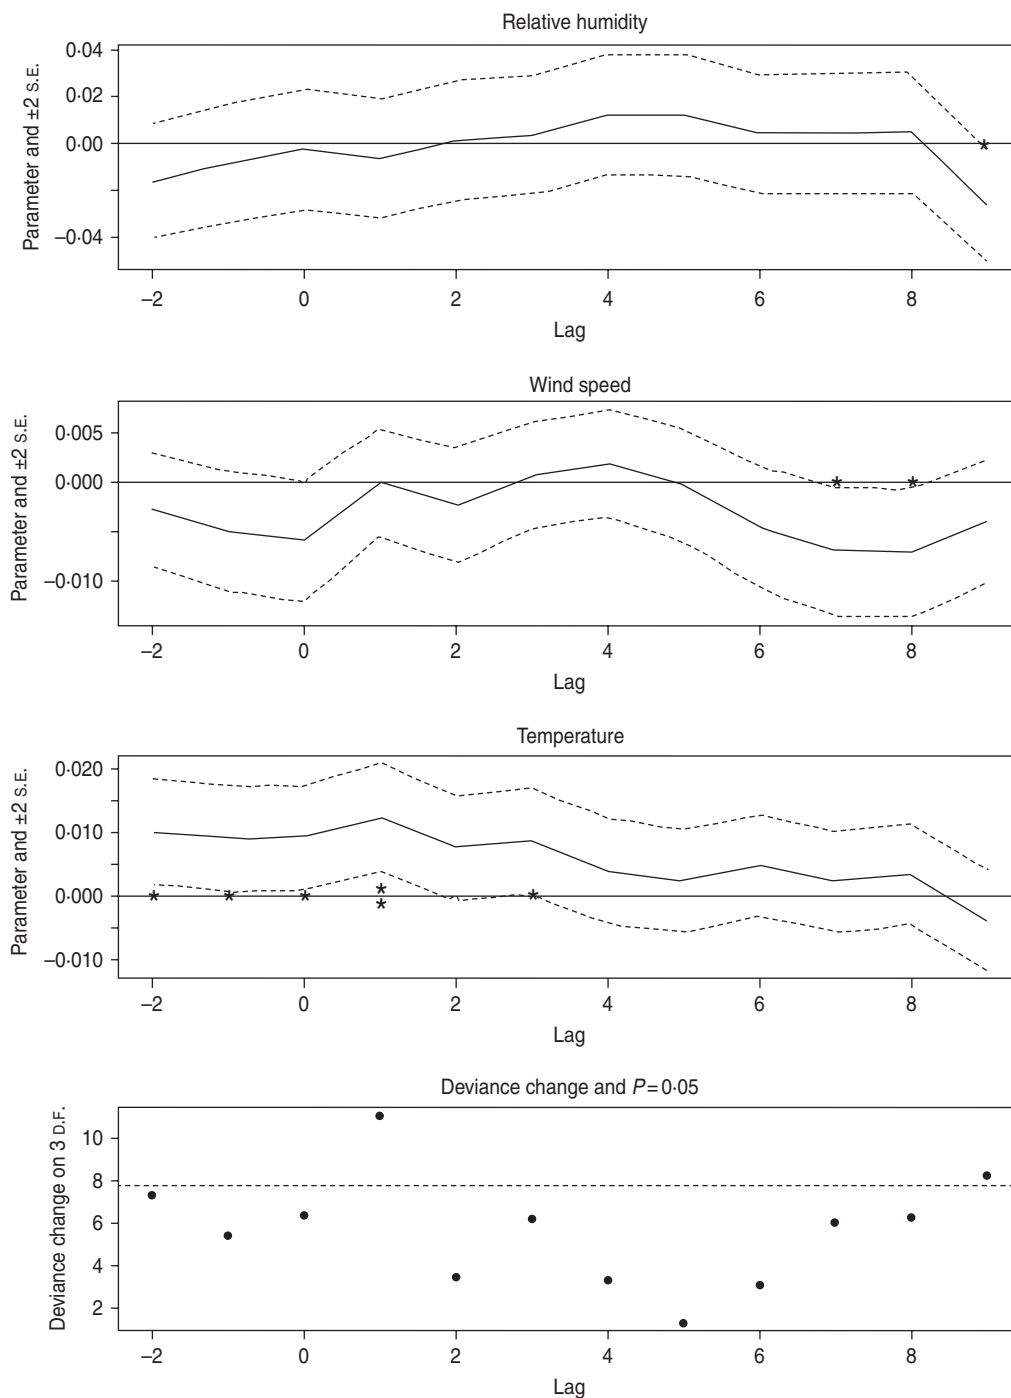 Relative humidity
Parameter and ±2 S.E.
0·04
0·02
0·00
–0·04
–2 0 2 4 6 8
Lag
Wind speed
Parameter and ±2 S.E.
0·005
0·000
–0·010
–2 0 2 4 6 8
Lag
Temperature
Parameter and ±2 S.E.
0·020
0·010
0·000
–0·010
–2 0 2 4 6 8
Lag
Deviance change and P=0·05
Deviance change on 3 D.F.
10
8
6
4
2
–2 0 2 4 6 8
Lag